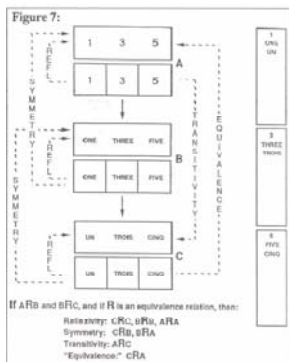 Figure 7:
1 3 5
1 3 5
A
REFL
SYMMETRY
ONE THREE FIVE
ONE THREE FIVE
B
REFL
TRANSITIVITY
EQUIVALENCE
UN TROIS CINQ
UN TROIS CINQ
C
REFL
SYMMETRY
1
ONE
UN
3
THREE
TROIS
5
FIVE
CINQ
If ARB and BRC, and if R is an equivalence relation, then:
Reflexivity: CRC, BRB, ARA
Symmetry: CRB, BRA
Transitivity: ARC
"Equivalence:" CRA